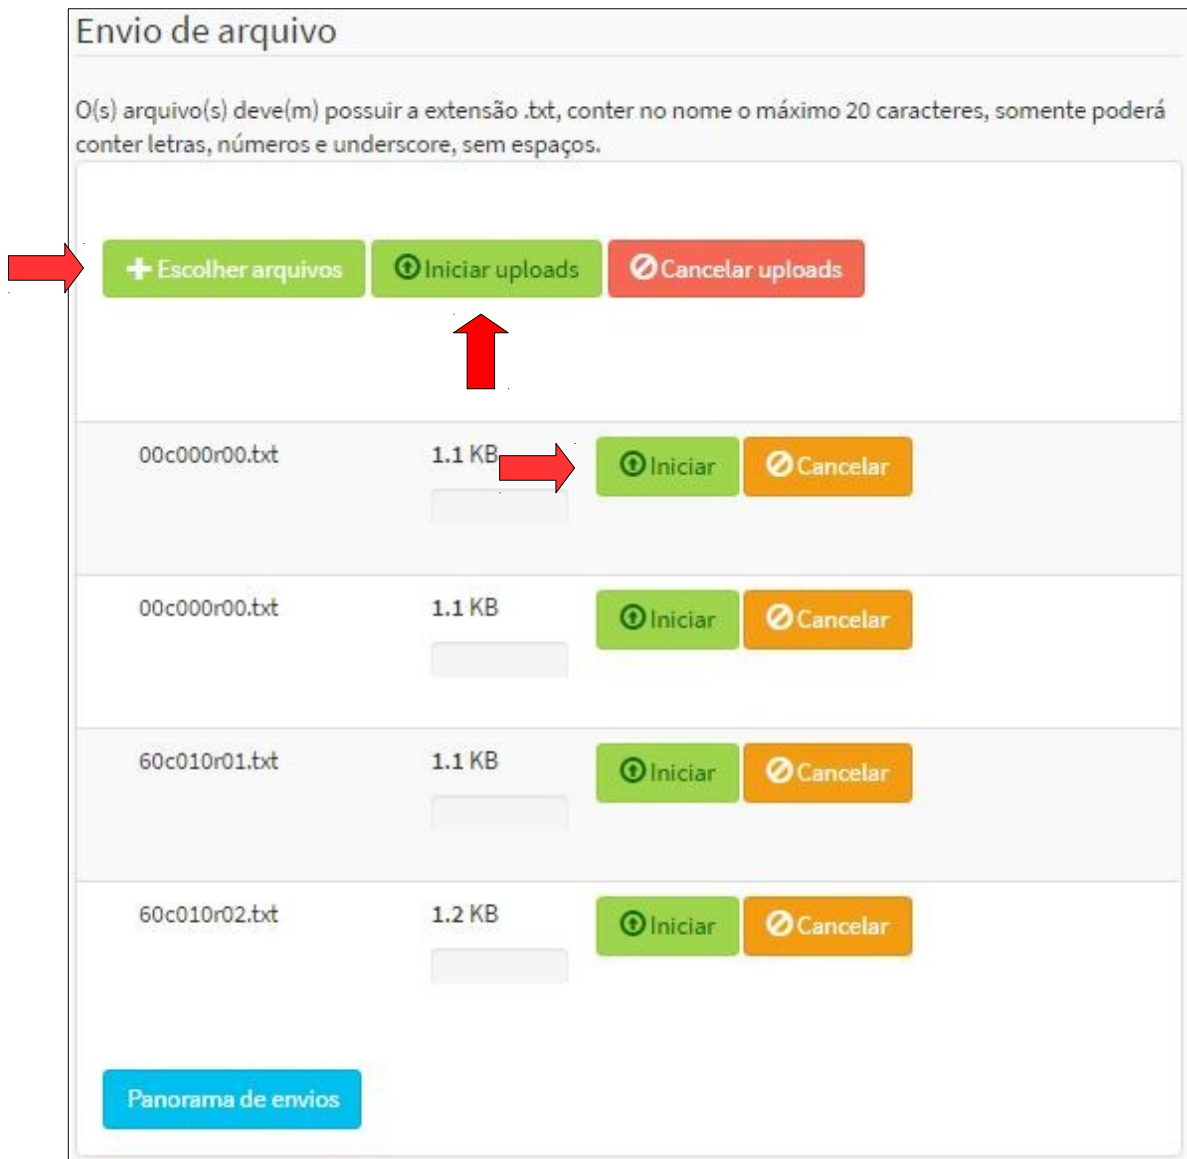 Envio de arquivo
O(s) arquivo(s) deve(m) possuir a extensão .txt, conter no nome o máximo 20 caracteres, somente poderá
conter letras, números e underscore, sem espaços.
Escolher arquivos Iniciar uploads Cancelar uploads
00c000r00.txt 1.1 KB Iniciar Cancelar
00c000r00.txt 1.1 KB Iniciar Cancelar
60c010r01.txt 1.1 KB Iniciar Cancelar
60c010r02.txt 1.2 KB Iniciar Cancelar
Panorama de envios